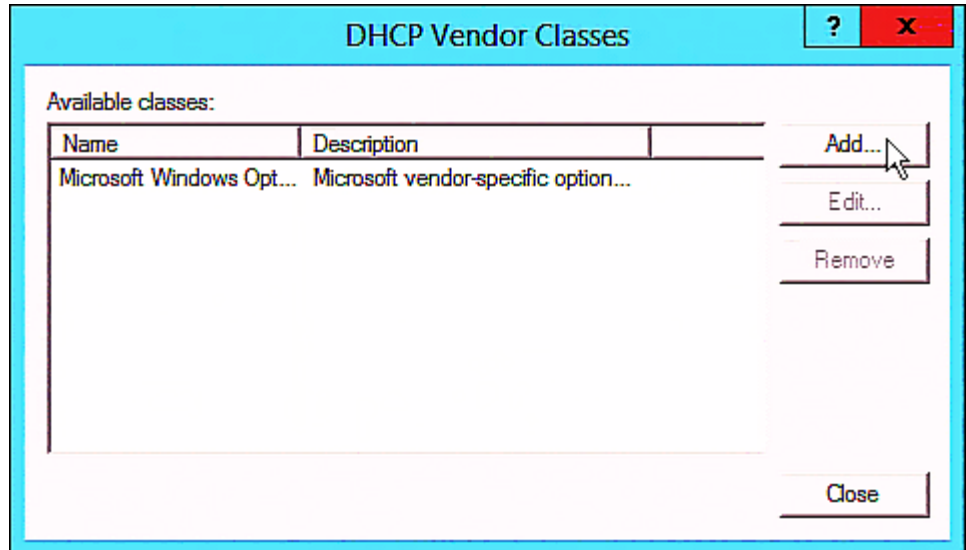 DHCP Vendor Classes ? x
Available classes:
Name Description
Add...
Microsoft Windows Opt... Microsoft vendor-specific option...
Edit...
Remove
Close